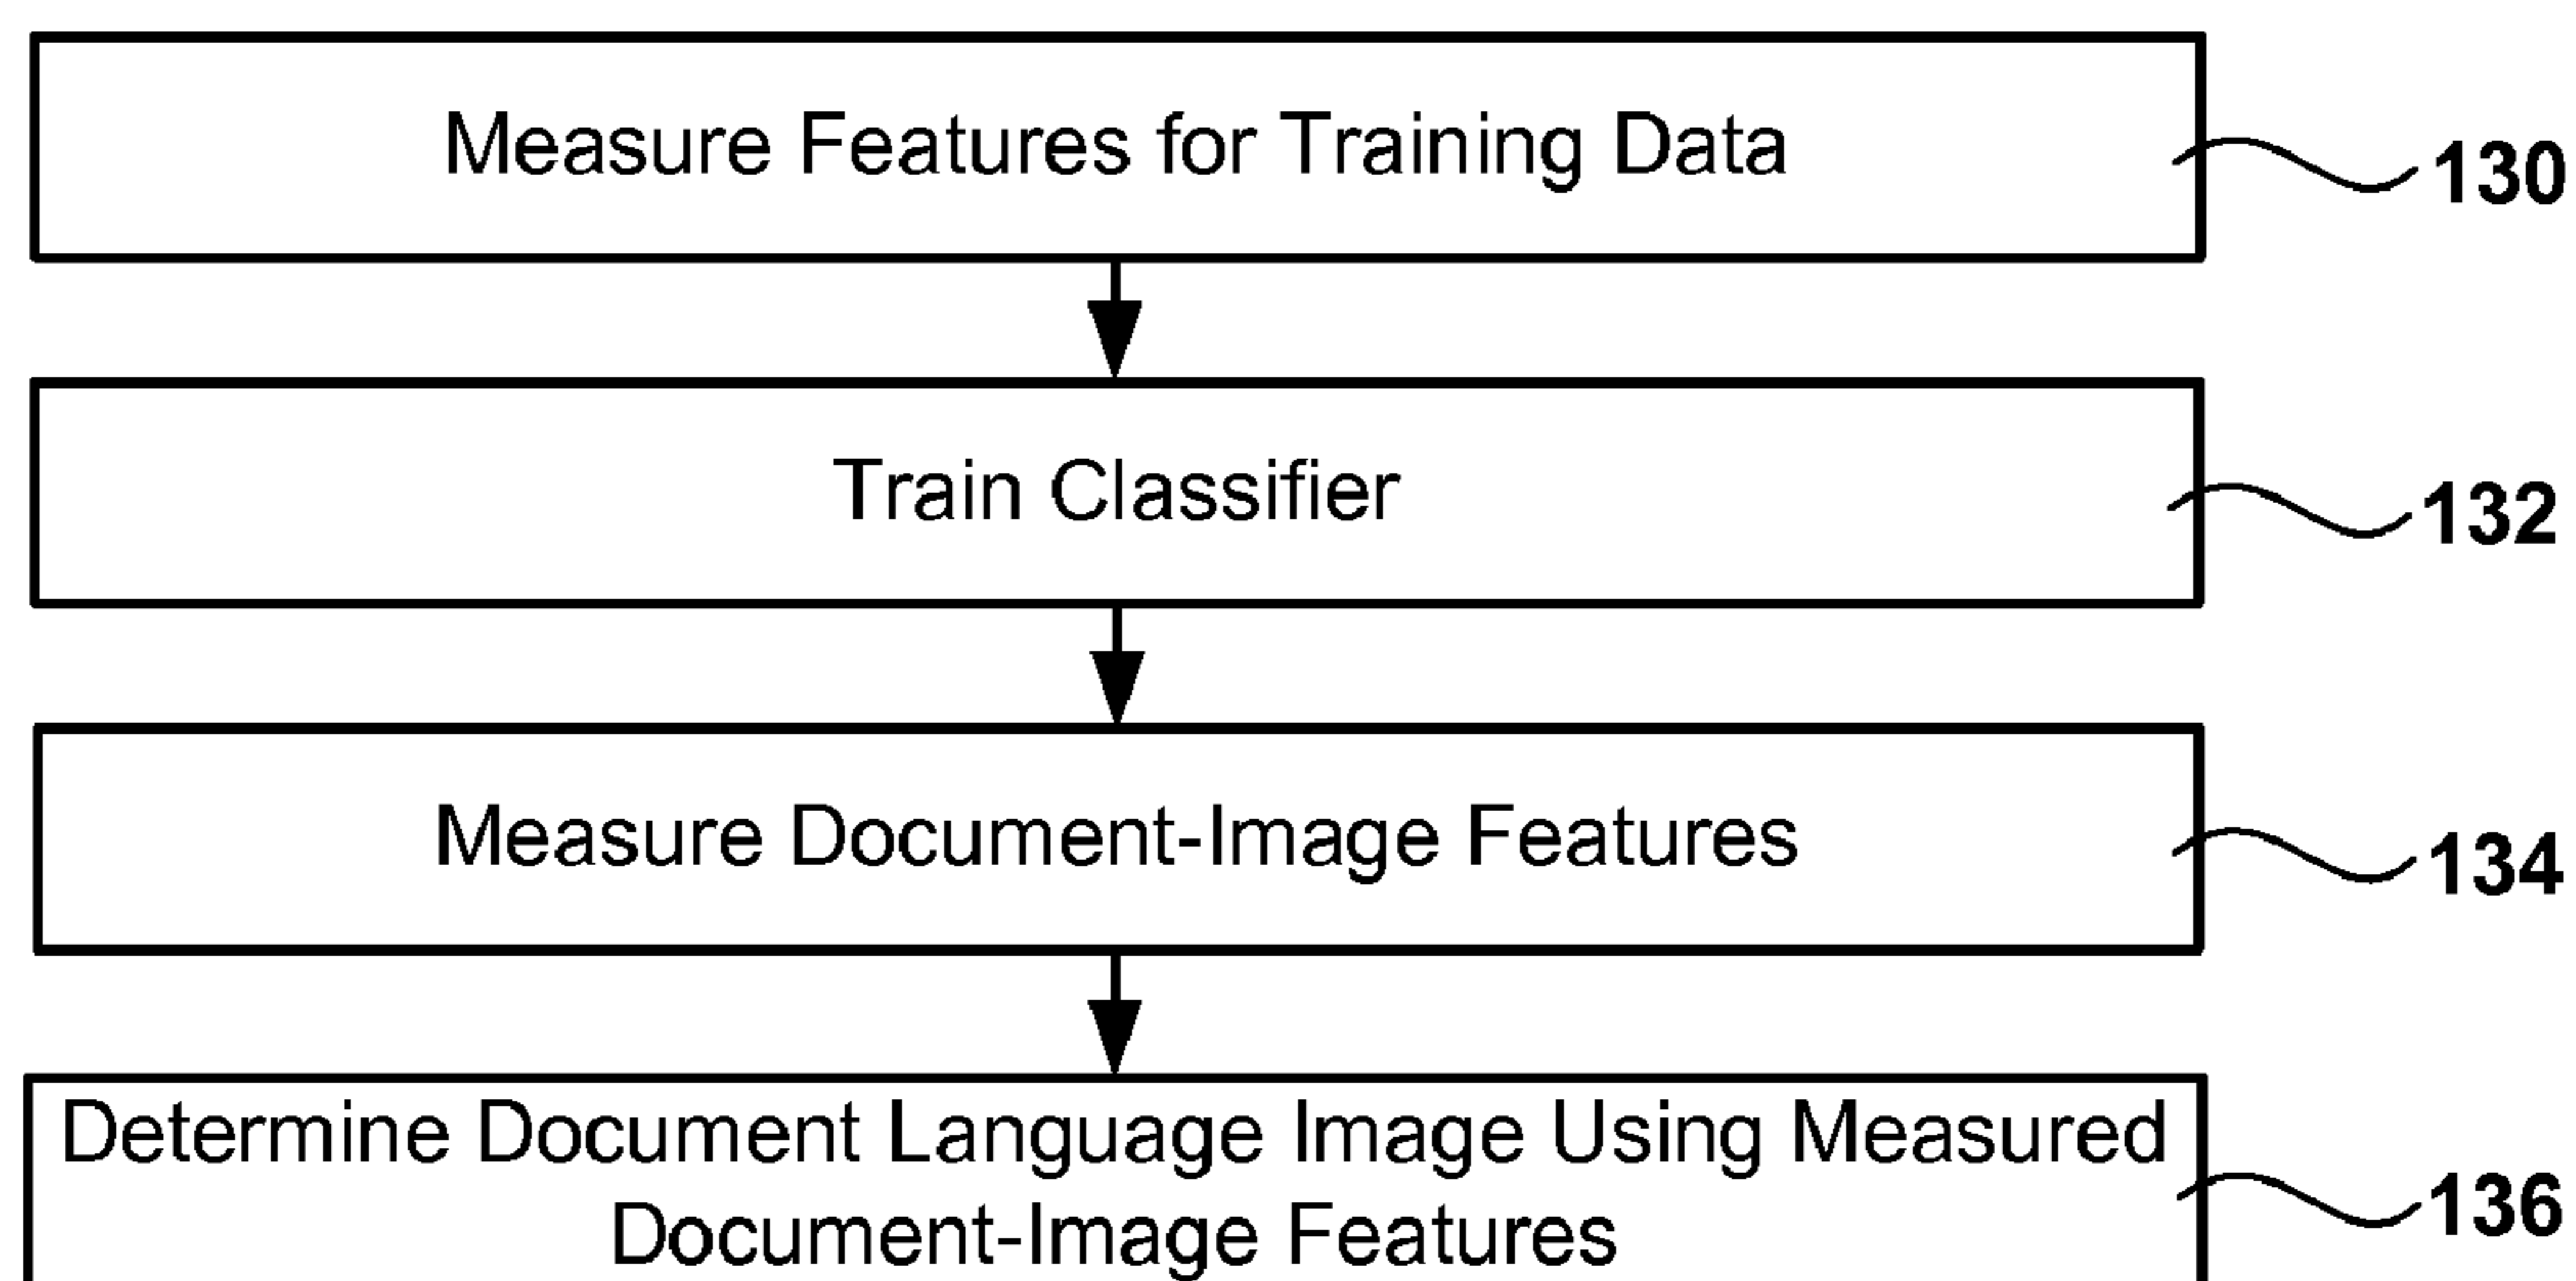 Measure Features for Training Data
130
Train Classifier
132
Measure Document-Image Features
134
Determine Document Language Image Using Measured
Document-Image Features
136